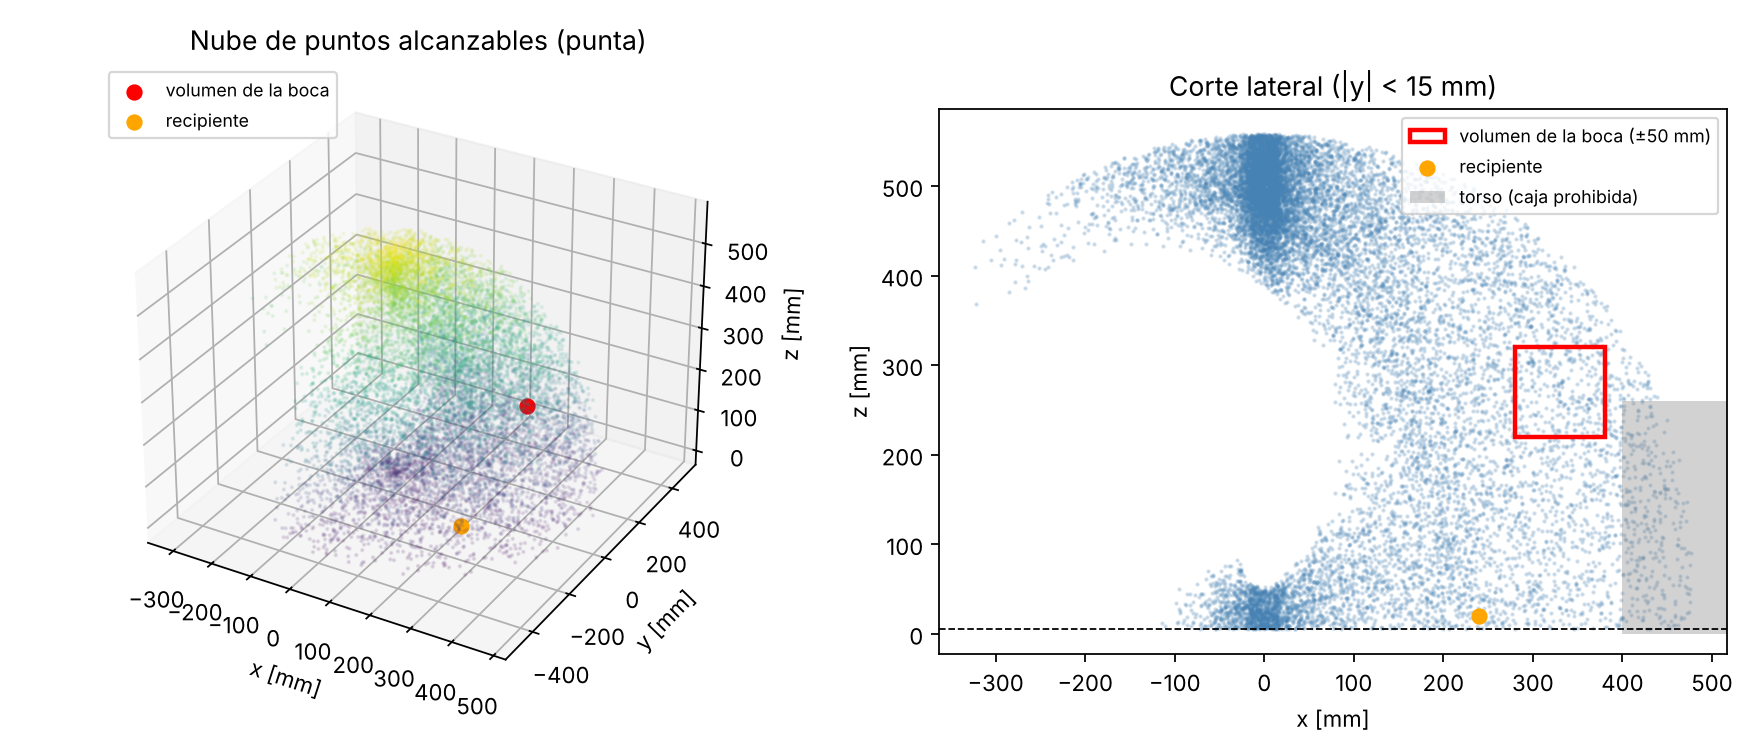 Nube de puntos alcanzables (punta)
volumen de la boca
recipiente
500
400
300
200
100
0
z [mm]
−300
−200
−100
0
100
200
300
400
500
x [mm]
400
200
0
−200
−400
y [mm]
Corte lateral (|y| < 15 mm)
volumen de la boca (±50 mm)
recipiente
torso (caja prohibida)
500
400
300
200
100
0
z [mm]
−300
−200
−100
0
100
200
300
400
500
x [mm]